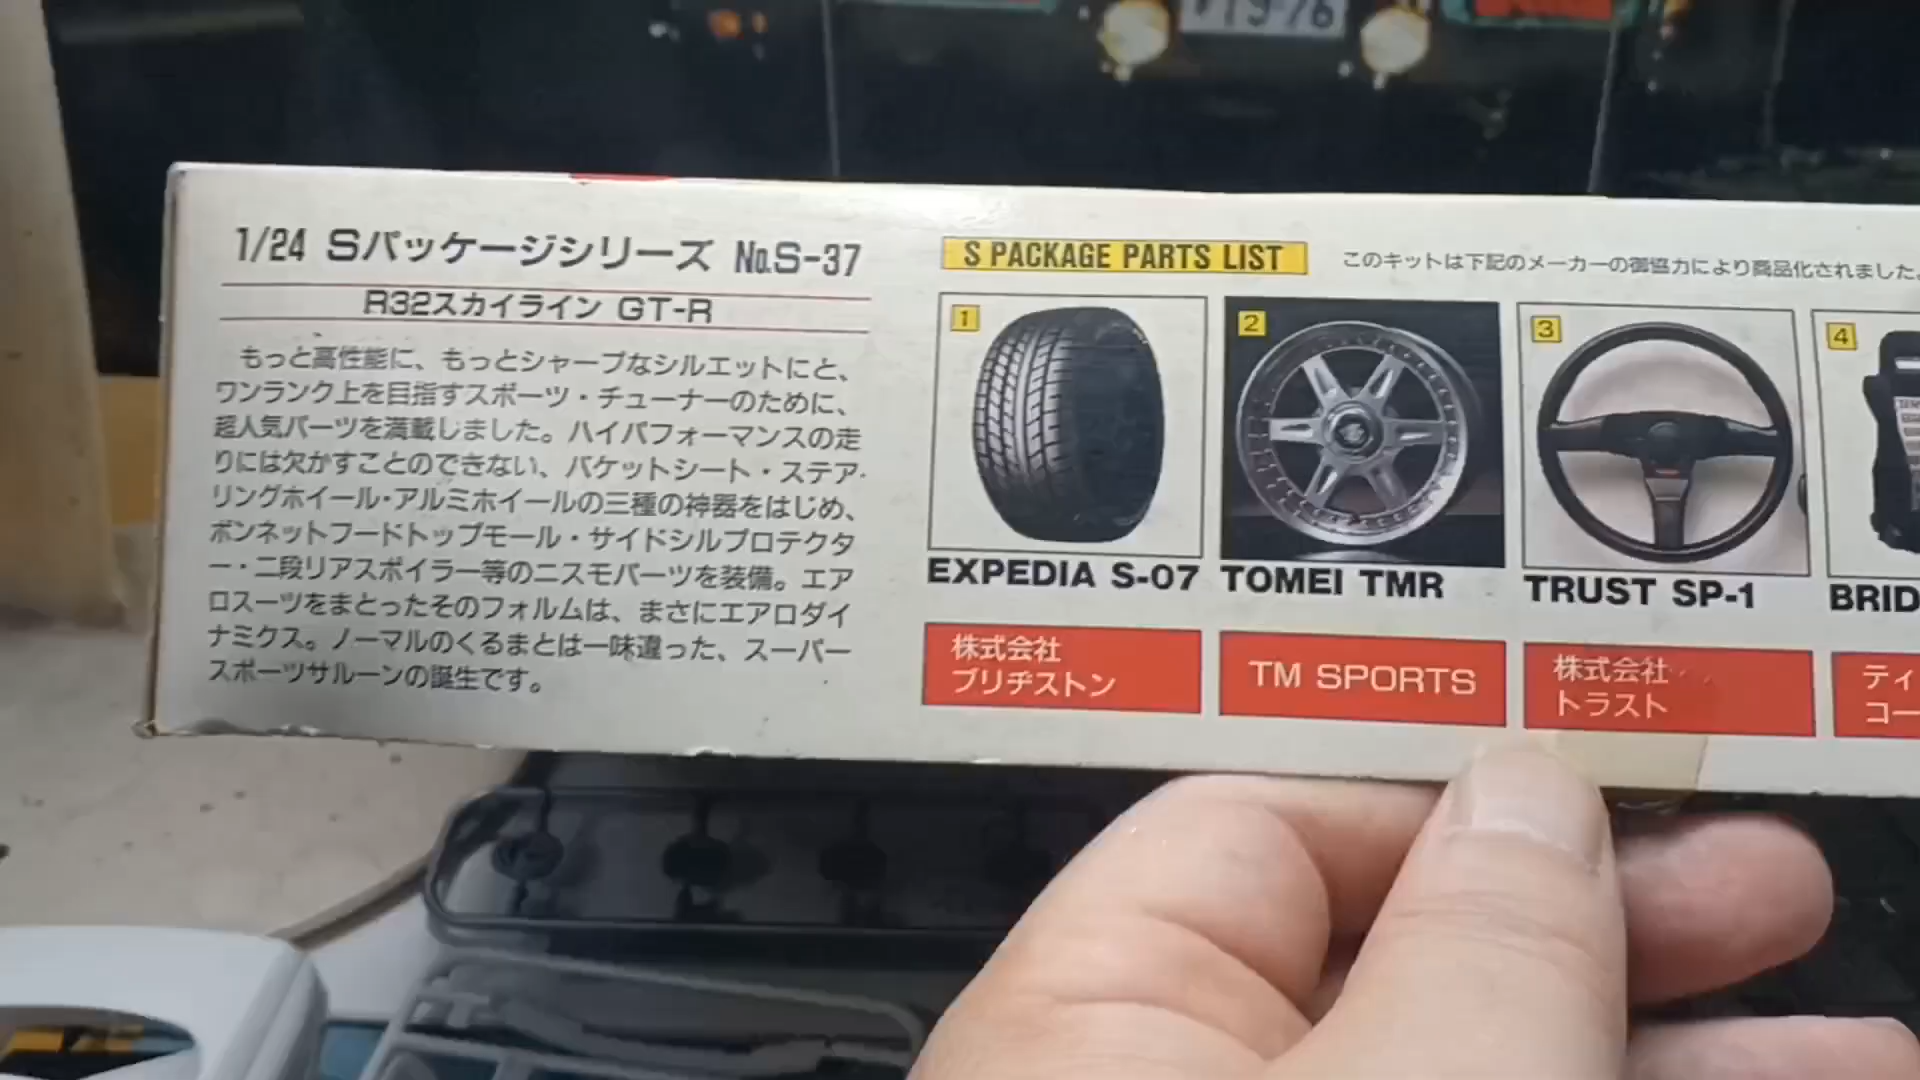 1/24 Sパッケージシリーズ No.S-37
R32スカイライン GT-R
もっと高性能に、もっとシャープなシルエットにと、
ワンランク上を目指すスポーツ・チューナーのために、
超人気パーツを満載しました。ハイパフォーマンスの走
りには欠かすことのできない、バケットシート・ステア
リングホイール・アルミホイールの三種の神器をはじめ、
ボンネットフードトップモール・サイドシルプロテクタ
ー・二段リアスポイラー等のニスモパーツを装備。エア
ロスーツをまとったそのフォルムは、まさにエアロダイ
ナミクス。ノーマルのくるまとは一味違った、スーパー
スポーツサルーンの誕生です。
S PACKAGE PARTS LIST
このキットは下記のメーカーの御協力により商品化されました。
1
2
3
4
EXPEDIA S-07
TOMEI TMR
TRUST SP-1
BRID
株式会社
ブリヂストン
TM SPORTS
株式会社
トラスト
ティ
コー